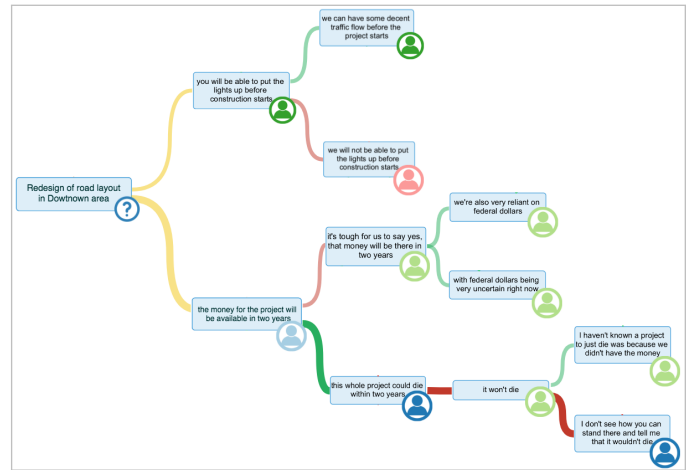 we can have some decent
traffic flow before the
project starts
you will be able to put the
lights up before
construction starts
we will not be able to put
the lights up before
construction starts
Redesign of road layout
in Dowtnown area
?
we're also very reliant on
federal dollars
it's tough for us to say yes,
that money will be there in
two years
with federal dollars being
very uncertain right now
the money for the project will
be available in two years
I haven't known a project
to just die was because we
didn't have the money
this whole project could die
within two years
it won't die
I don't see how you can
stand there and tell me
that it wouldn't die